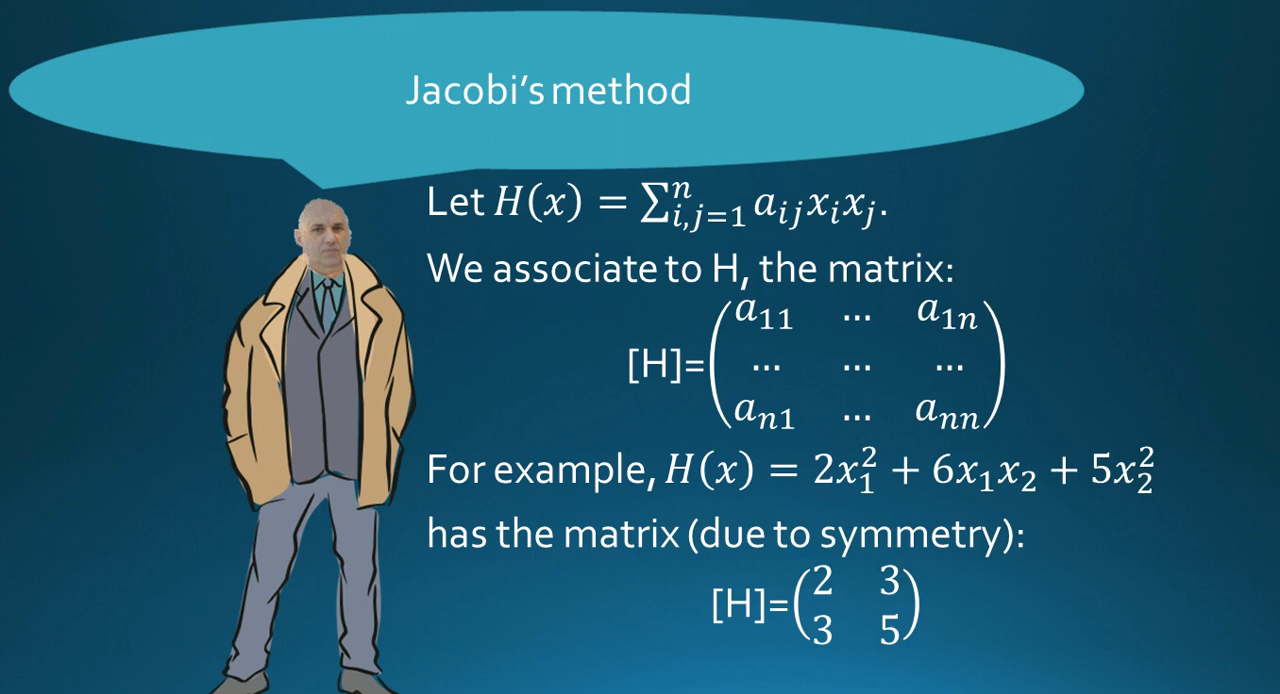 Jacobi's method
Let H(x) = ∑ⁿᵢ,ⱼ₌₁ aᵢⱼxᵢxⱼ.
We associate to H, the matrix:
a₁₁ ... a₁ₙ
[H]= ... ... ...
aₙ₁ ... aₙₙ
For example, H(x) = 2x₁² + 6x₁x₂ + 5x₂²
has the matrix (due to symmetry):
[H]= (2 3
3 5)